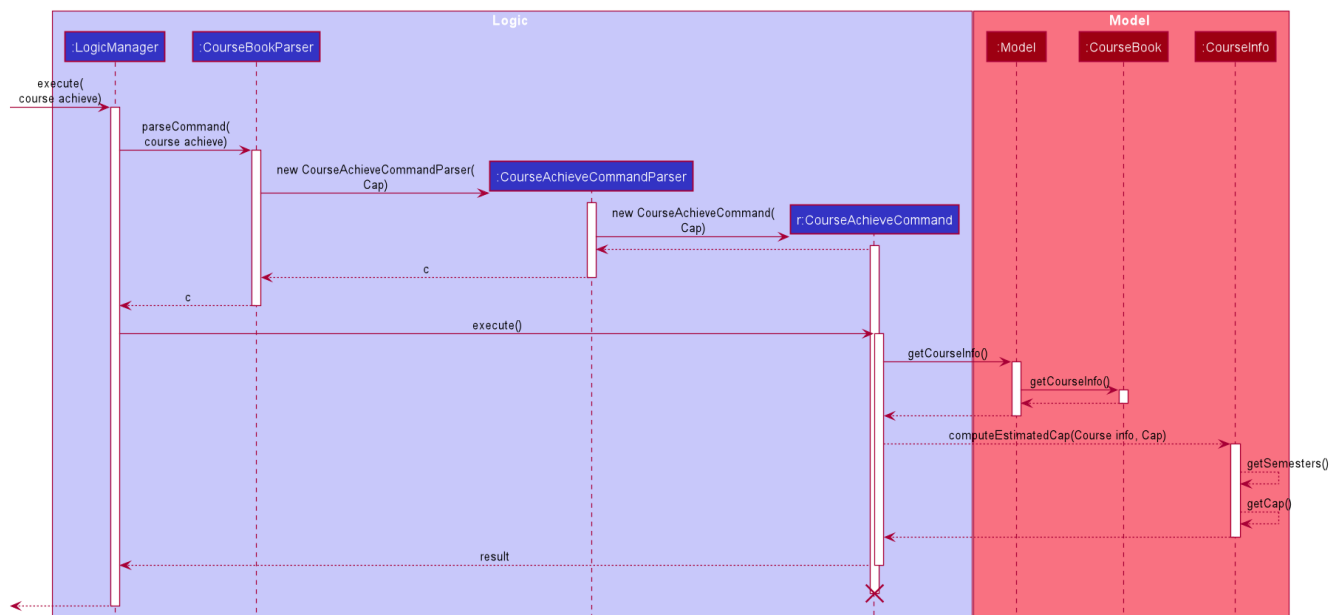 Logic
Model
:LogicManager
:CourseBookParser
:Model
:CourseBook
:CourseInfo
execute(
course achieve)
parseCommand(
course achieve)
new CourseAchieveCommandParser(
Cap)
:CourseAchieveCommandParser
new CourseAchieveCommand(
Cap)
r:CourseAchieveCommand
c
c
execute()
getCourseInfo()
getCourseInfo()
computeEstimatedCap(Course info, Cap)
getSemesters()
getCap()
result